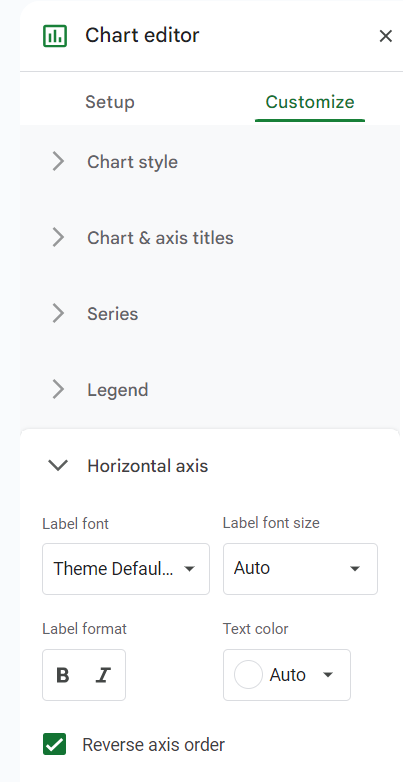 Chart editor
Setup Customize
Chart style
Chart & axis titles
Series
Legend
Horizontal axis
Label font Label font size
Theme Defaul... Auto
Label format Text color
B I Auto
Reverse axis order